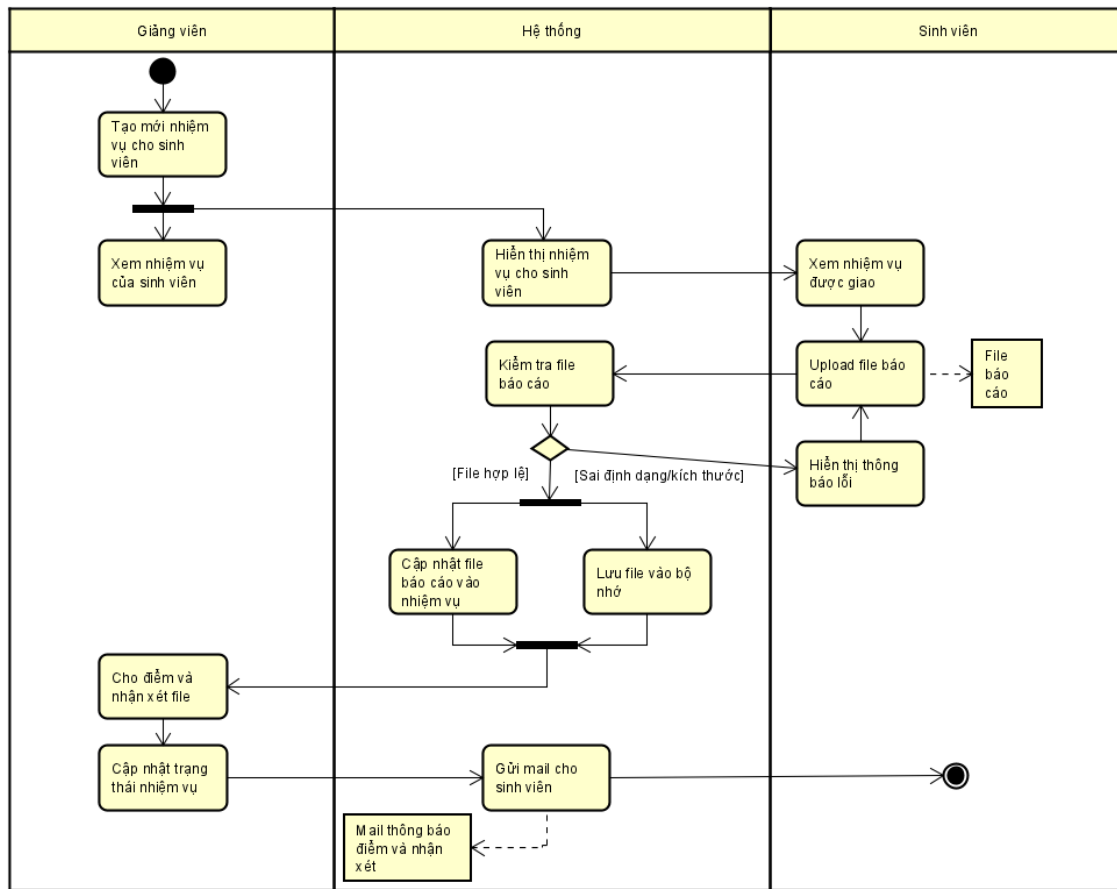 Giảng viên
Hệ thống
Sinh viên
Tạo mới nhiệm
vụ cho sinh
viên
Xem nhiệm vụ
của sinh viên
Hiển thị nhiệm
vụ cho sinh
viên
Xem nhiệm vụ
được giao
Kiểm tra file
báo cáo
Upload file báo
cáo
File
báo
cáo
[File hợp lệ]
[Sai định dạng/kích thước]
Hiển thị thông
báo lỗi
Cập nhật file
báo cáo vào
nhiệm vụ
Lưu file vào bộ
nhớ
Cho điểm và
nhận xét file
Cập nhật trạng
thái nhiệm vụ
Gửi mail cho
sinh viên
Mail thông báo
điểm và nhận
xét